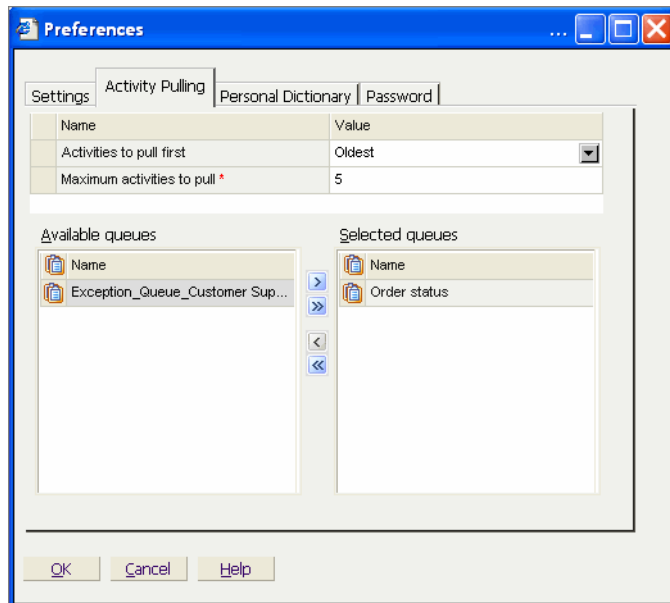 Preferences ...
Settings Activity Pulling Personal Dictionary Password
Name Value
Activities to pull first Oldest
Maximum activities to pull * 5
Available queues Selected queues
Name Name
Exception_Queue_Customer Sup... Order status
OK Cancel Help